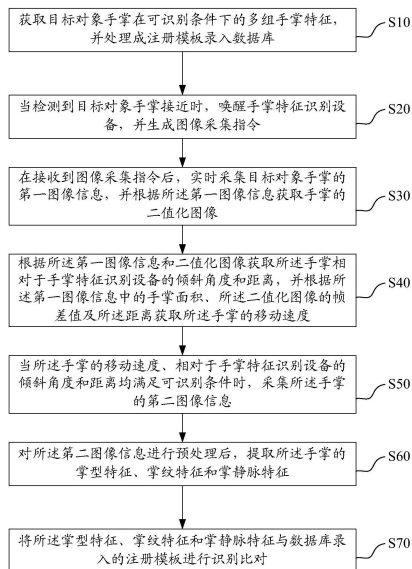 获取目标对象手掌在可识别条件下的多组手掌特征，
并处理成注册模板录入数据库
S10
当检测到目标对象手掌接近时，唤醒手掌特征识别设
备，并生成图像采集指令
S20
在接收到图像采集指令后，实时采集目标对象手掌的
第一图像信息，并根据所述第一图像信息获取手掌的
二值化图像
S30
根据所述第一图像信息和二值化图像获取所述手掌相
对于手掌特征识别设备的倾斜角度和距离，并根据所
述第一图像信息中的手掌面积、所述二值化图像的帧
差值及所述距离获取所述手掌的移动速度
S40
当所述手掌的移动速度、相对于手掌特征识别设备的
倾斜角度和距离均满足可识别条件时，采集所述手掌
的第二图像信息
S50
对所述第二图像信息进行预处理后，提取所述手掌的
掌型特征、掌纹特征和掌静脉特征
S60
将所述掌型特征、掌纹特征和掌静脉特征与数据库录
入的注册模板进行识别比对
S70